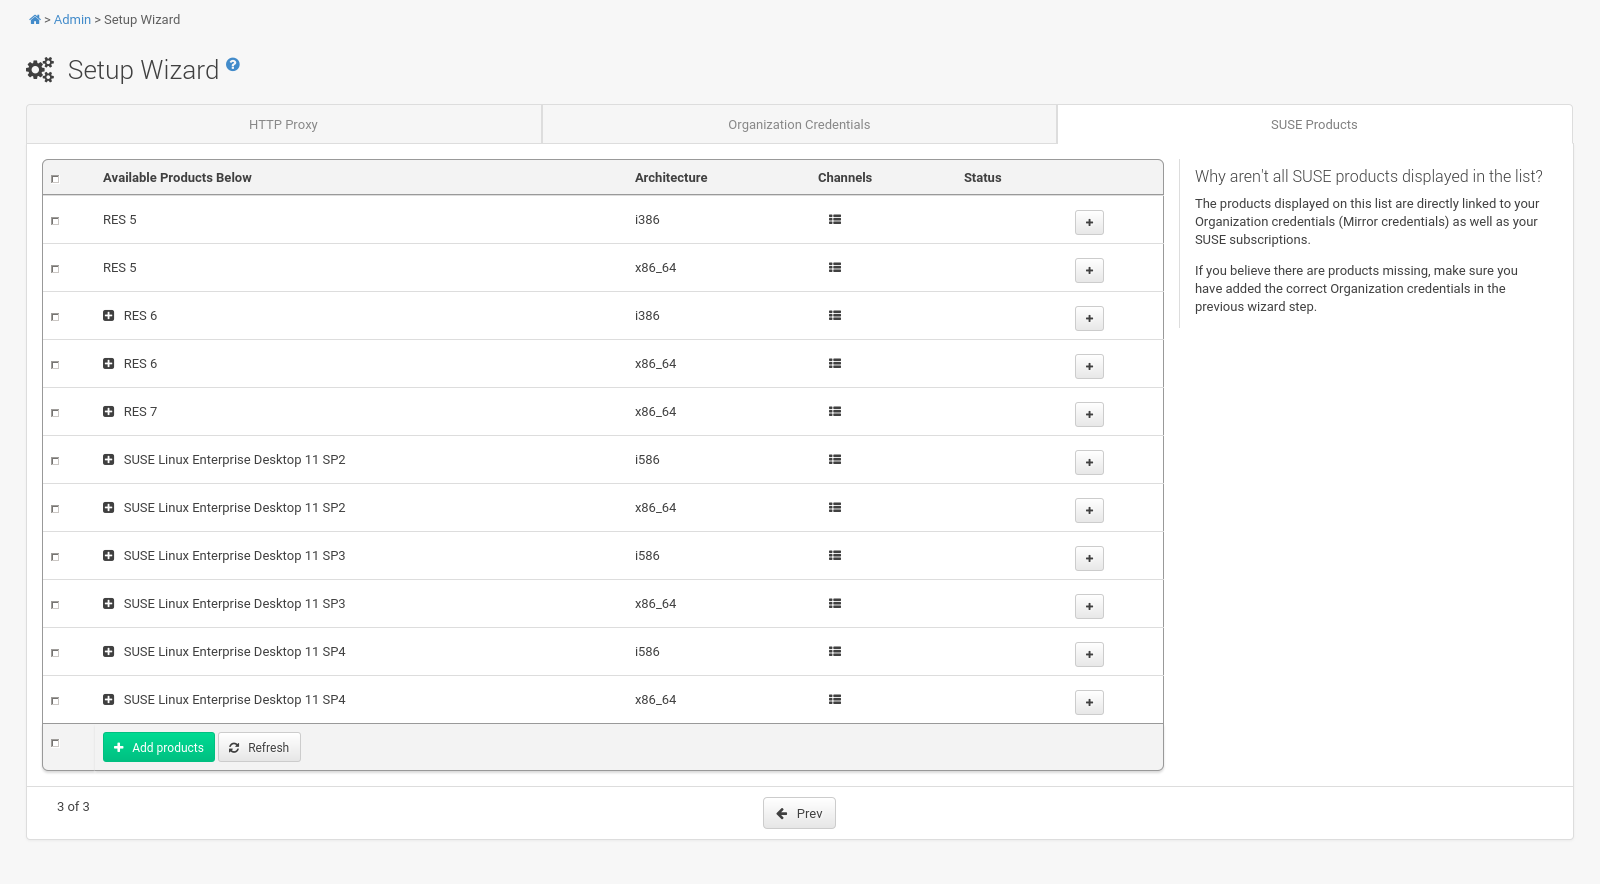 > Admin > Setup Wizard
Setup Wizard
HTTP Proxy
Organization Credentials
SUSE Products
Available Products Below Architecture Channels Status
RES 5 i386
RES 5 x86_64
RES 6 i386
RES 6 x86_64
RES 7 x86_64
SUSE Linux Enterprise Desktop 11 SP2 i586
SUSE Linux Enterprise Desktop 11 SP2 x86_64
SUSE Linux Enterprise Desktop 11 SP3 i586
SUSE Linux Enterprise Desktop 11 SP3 x86_64
SUSE Linux Enterprise Desktop 11 SP4 i586
SUSE Linux Enterprise Desktop 11 SP4 x86_64
Add products Refresh
Why aren't all SUSE products displayed in the list?
The products displayed on this list are directly linked to your
Organization credentials (Mirror credentials) as well as your
SUSE subscriptions.
If you believe there are products missing, make sure you
have added the correct Organization credentials in the
previous wizard step.
3 of 3
Prev